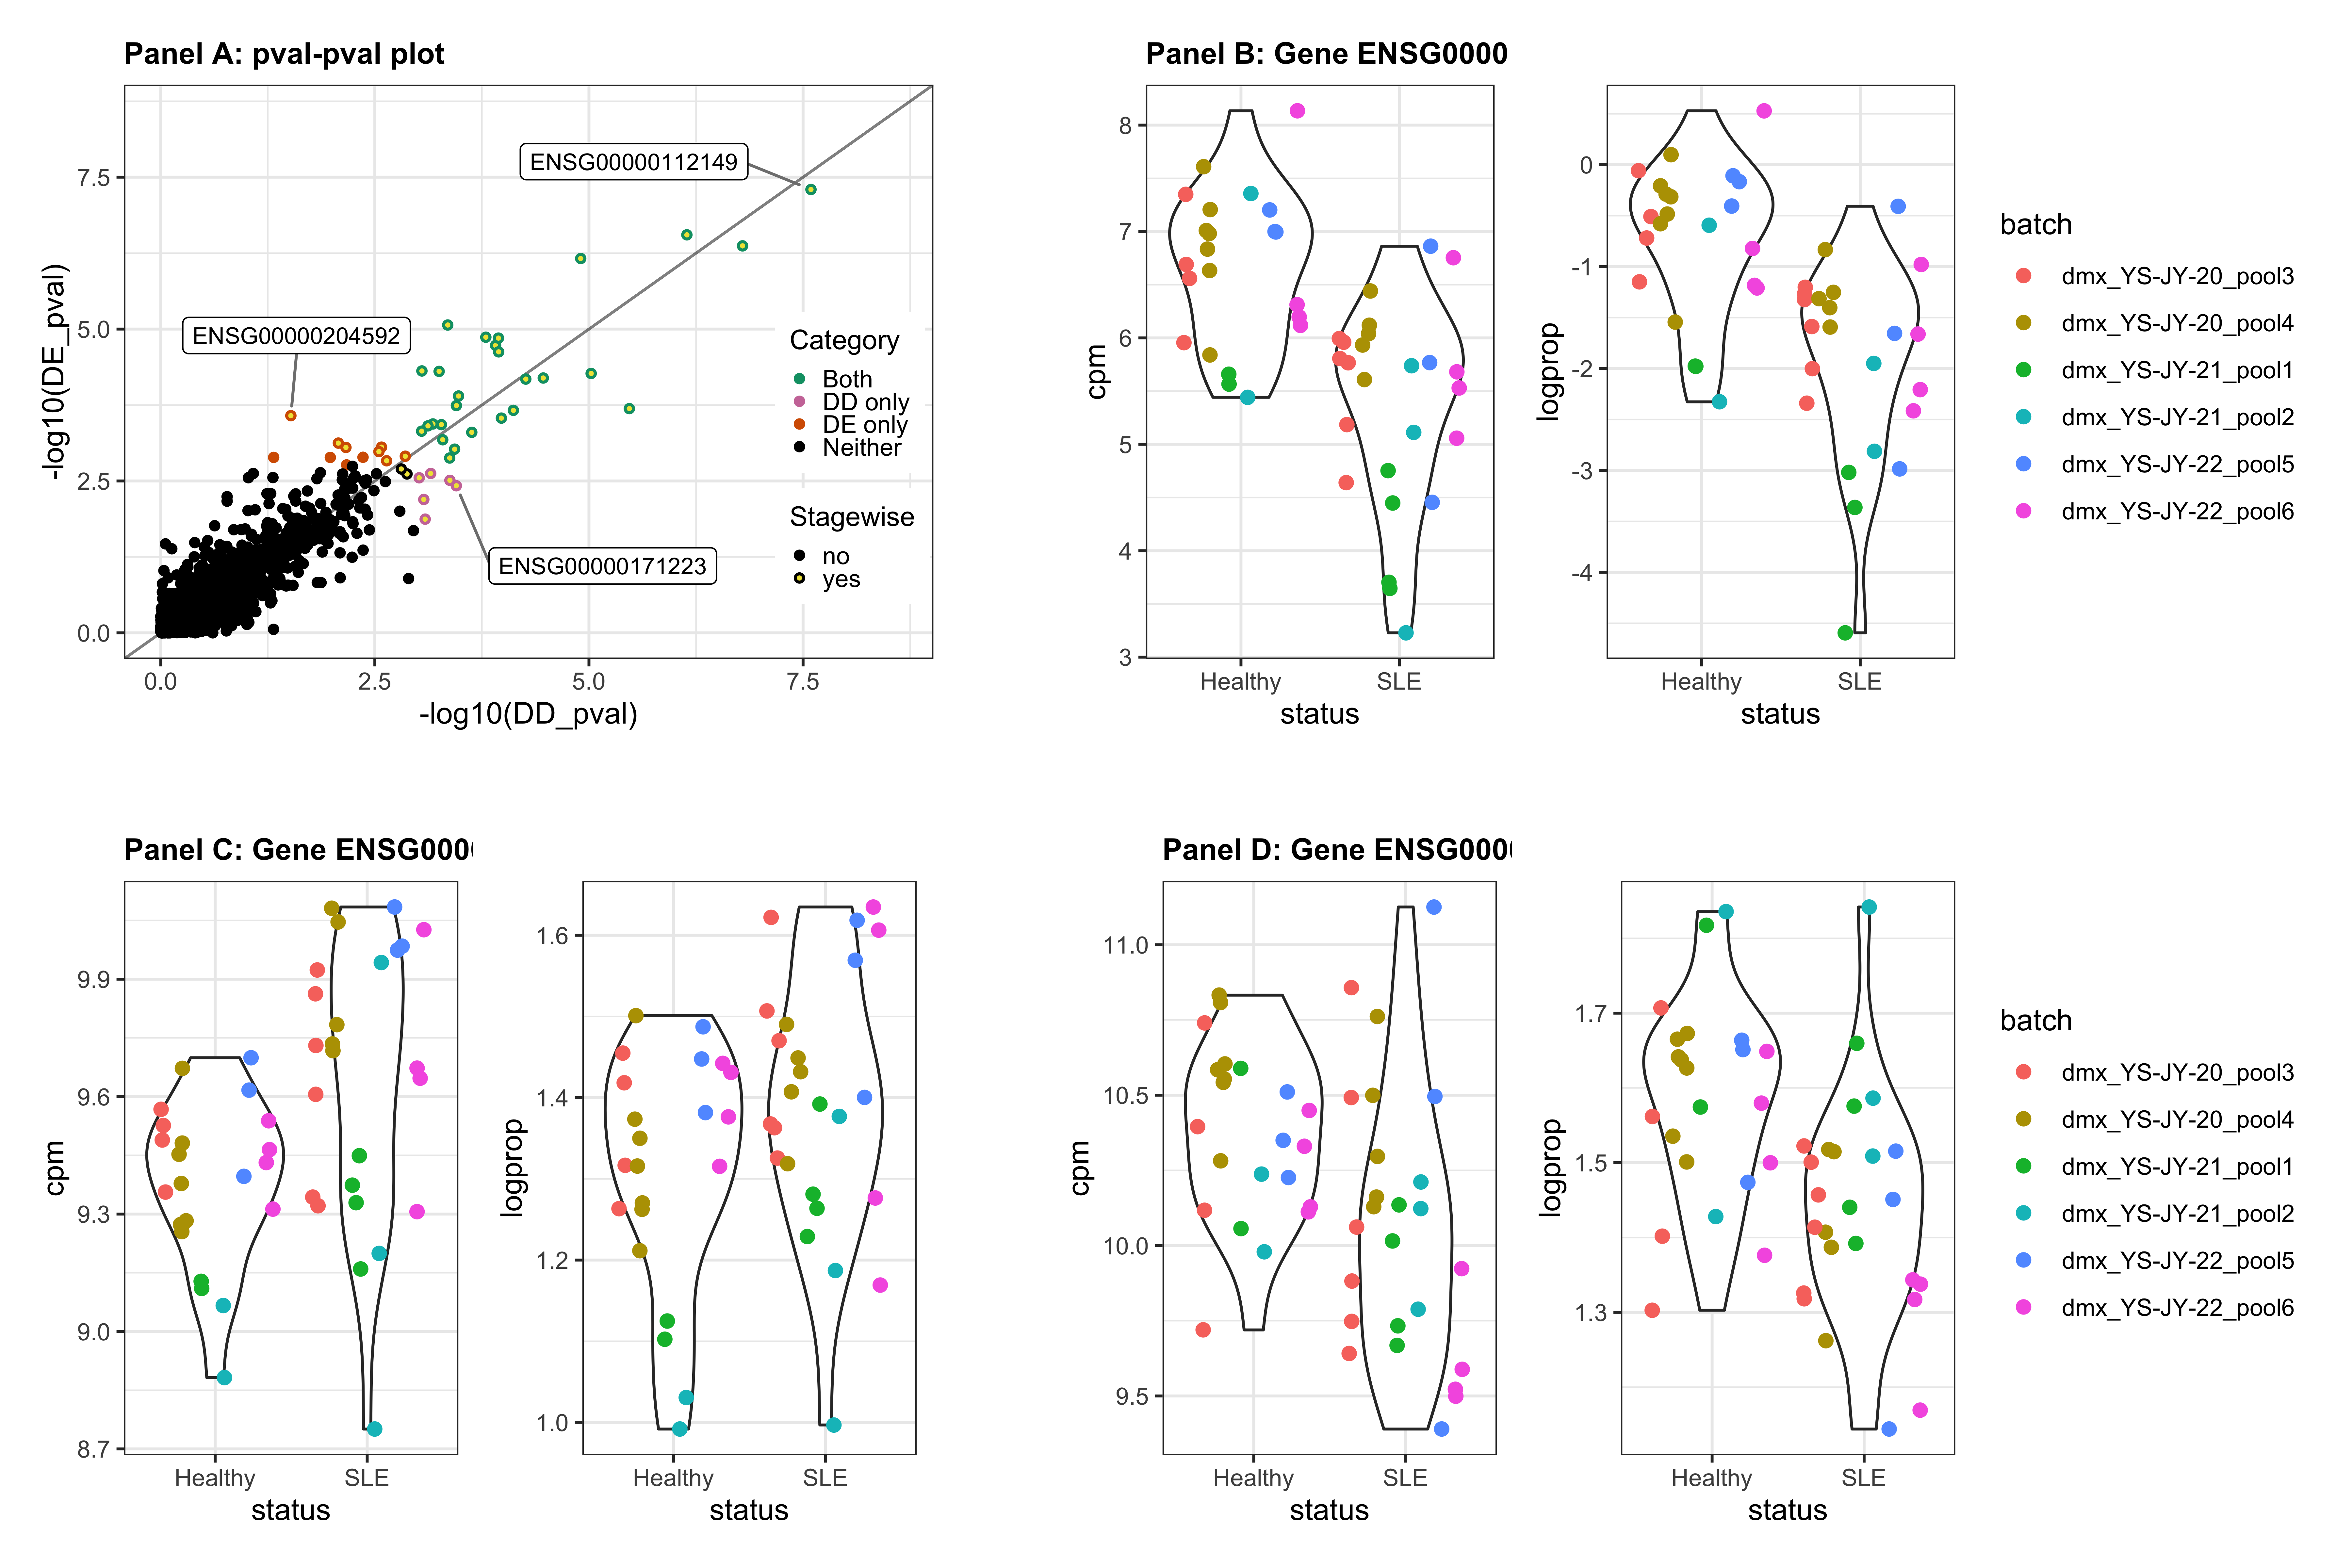 Panel A: pval-pval plot
-log10(DE_pval)
7.5
5.0
2.5
0.0
ENSG00000112149
ENSG00000204592
ENSG00000171223
Category
Both
DD only
DE only
Neither
Stagewise
no
yes
0.0 2.5 5.0 7.5
-log10(DD_pval)
Panel B: Gene ENSG0000
cpm
8
7
6
5
4
3
Healthy SLE
status
logprop
0
-1
-2
-3
-4
Healthy SLE
status
batch
dmx_YS-JY-20_pool3
dmx_YS-JY-20_pool4
dmx_YS-JY-21_pool1
dmx_YS-JY-21_pool2
dmx_YS-JY-22_pool5
dmx_YS-JY-22_pool6
Panel C: Gene ENSG000
cpm
9.9
9.6
9.3
9.0
8.7
Healthy SLE
status
logprop
1.6
1.4
1.2
1.0
Healthy SLE
status
Panel D: Gene ENSG000
cpm
11.0
10.5
10.0
9.5
Healthy SLE
status
logprop
1.7
1.5
1.3
Healthy SLE
status
batch
dmx_YS-JY-20_pool3
dmx_YS-JY-20_pool4
dmx_YS-JY-21_pool1
dmx_YS-JY-21_pool2
dmx_YS-JY-22_pool5
dmx_YS-JY-22_pool6